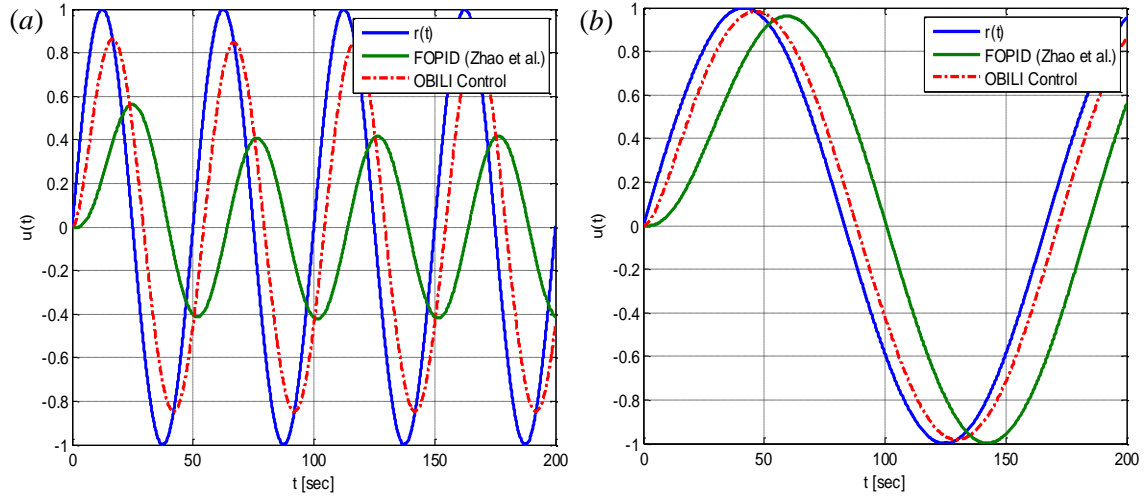 (a)
r(t)
FOPID (Zhao et al.)
OBILI Control
1
0.8
0.6
0.4
0.2
0
-0.2
-0.4
-0.6
-0.8
-1
u(t)
0
50
100
150
200
t [sec]
(b)
r(t)
FOPID (Zhao et al.)
OBILI Control
1
0.8
0.6
0.4
0.2
0
-0.2
-0.4
-0.6
-0.8
-1
u(t)
0
50
100
150
200
t [sec]